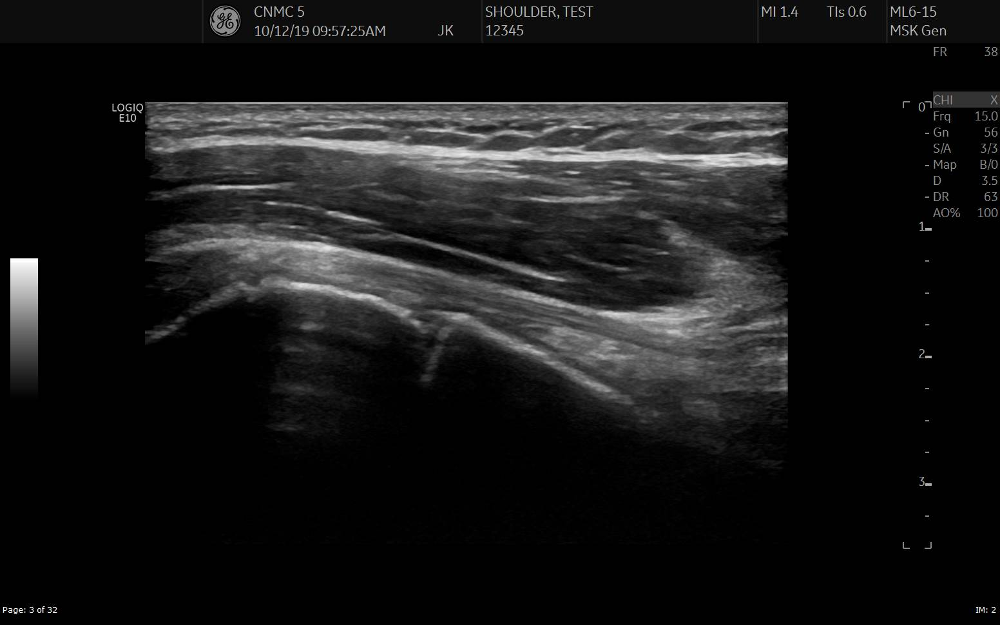 CNMC 5
10/12/19 09:57:25AM JK
SHOULDER, TEST
12345
MI 1.4 TIs 0.6
ML6-15
MSK Gen
FR 38
LOGIQ
E10
CHI X
Frq 15.0
Gn 56
S/A 3/3
Map B/0
D 3.5
DR 63
AO% 100
0
1
2
3
GE
Page: 3 of 32
IM: 2